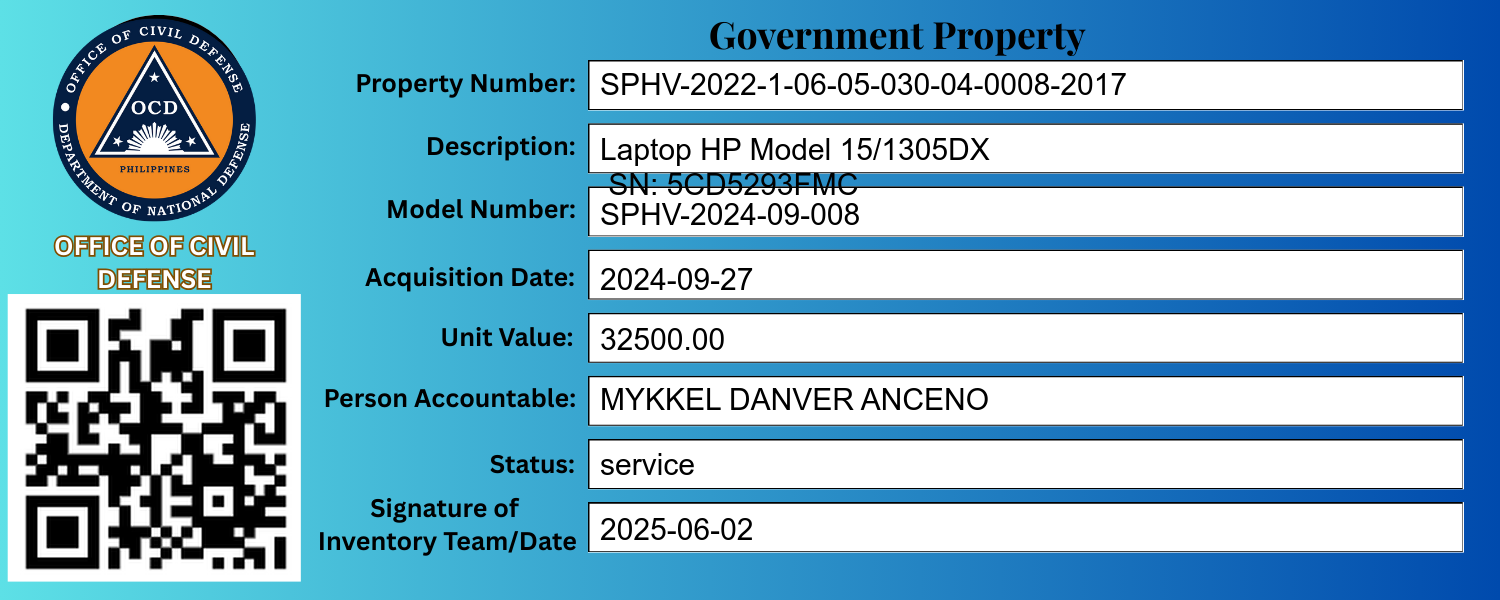 Government Property
OFFICE OF CIVIL DEFENSE
DEPARTMENT OF NATIONAL DEFENSE
OCD
PHILIPPINES
OFFICE OF CIVIL
DEFENSE
Property Number: SPHV-2022-1-06-05-030-04-0008-2017
Description: Laptop HP Model 15/1305DX
SN: 5CD5293FMC
Model Number: SPHV-2024-09-008
Acquisition Date: 2024-09-27
Unit Value: 32500.00
Person Accountable: MYKKEL DANVER ANCENO
Status: service
Signature of
Inventory Team/Date 2025-06-02